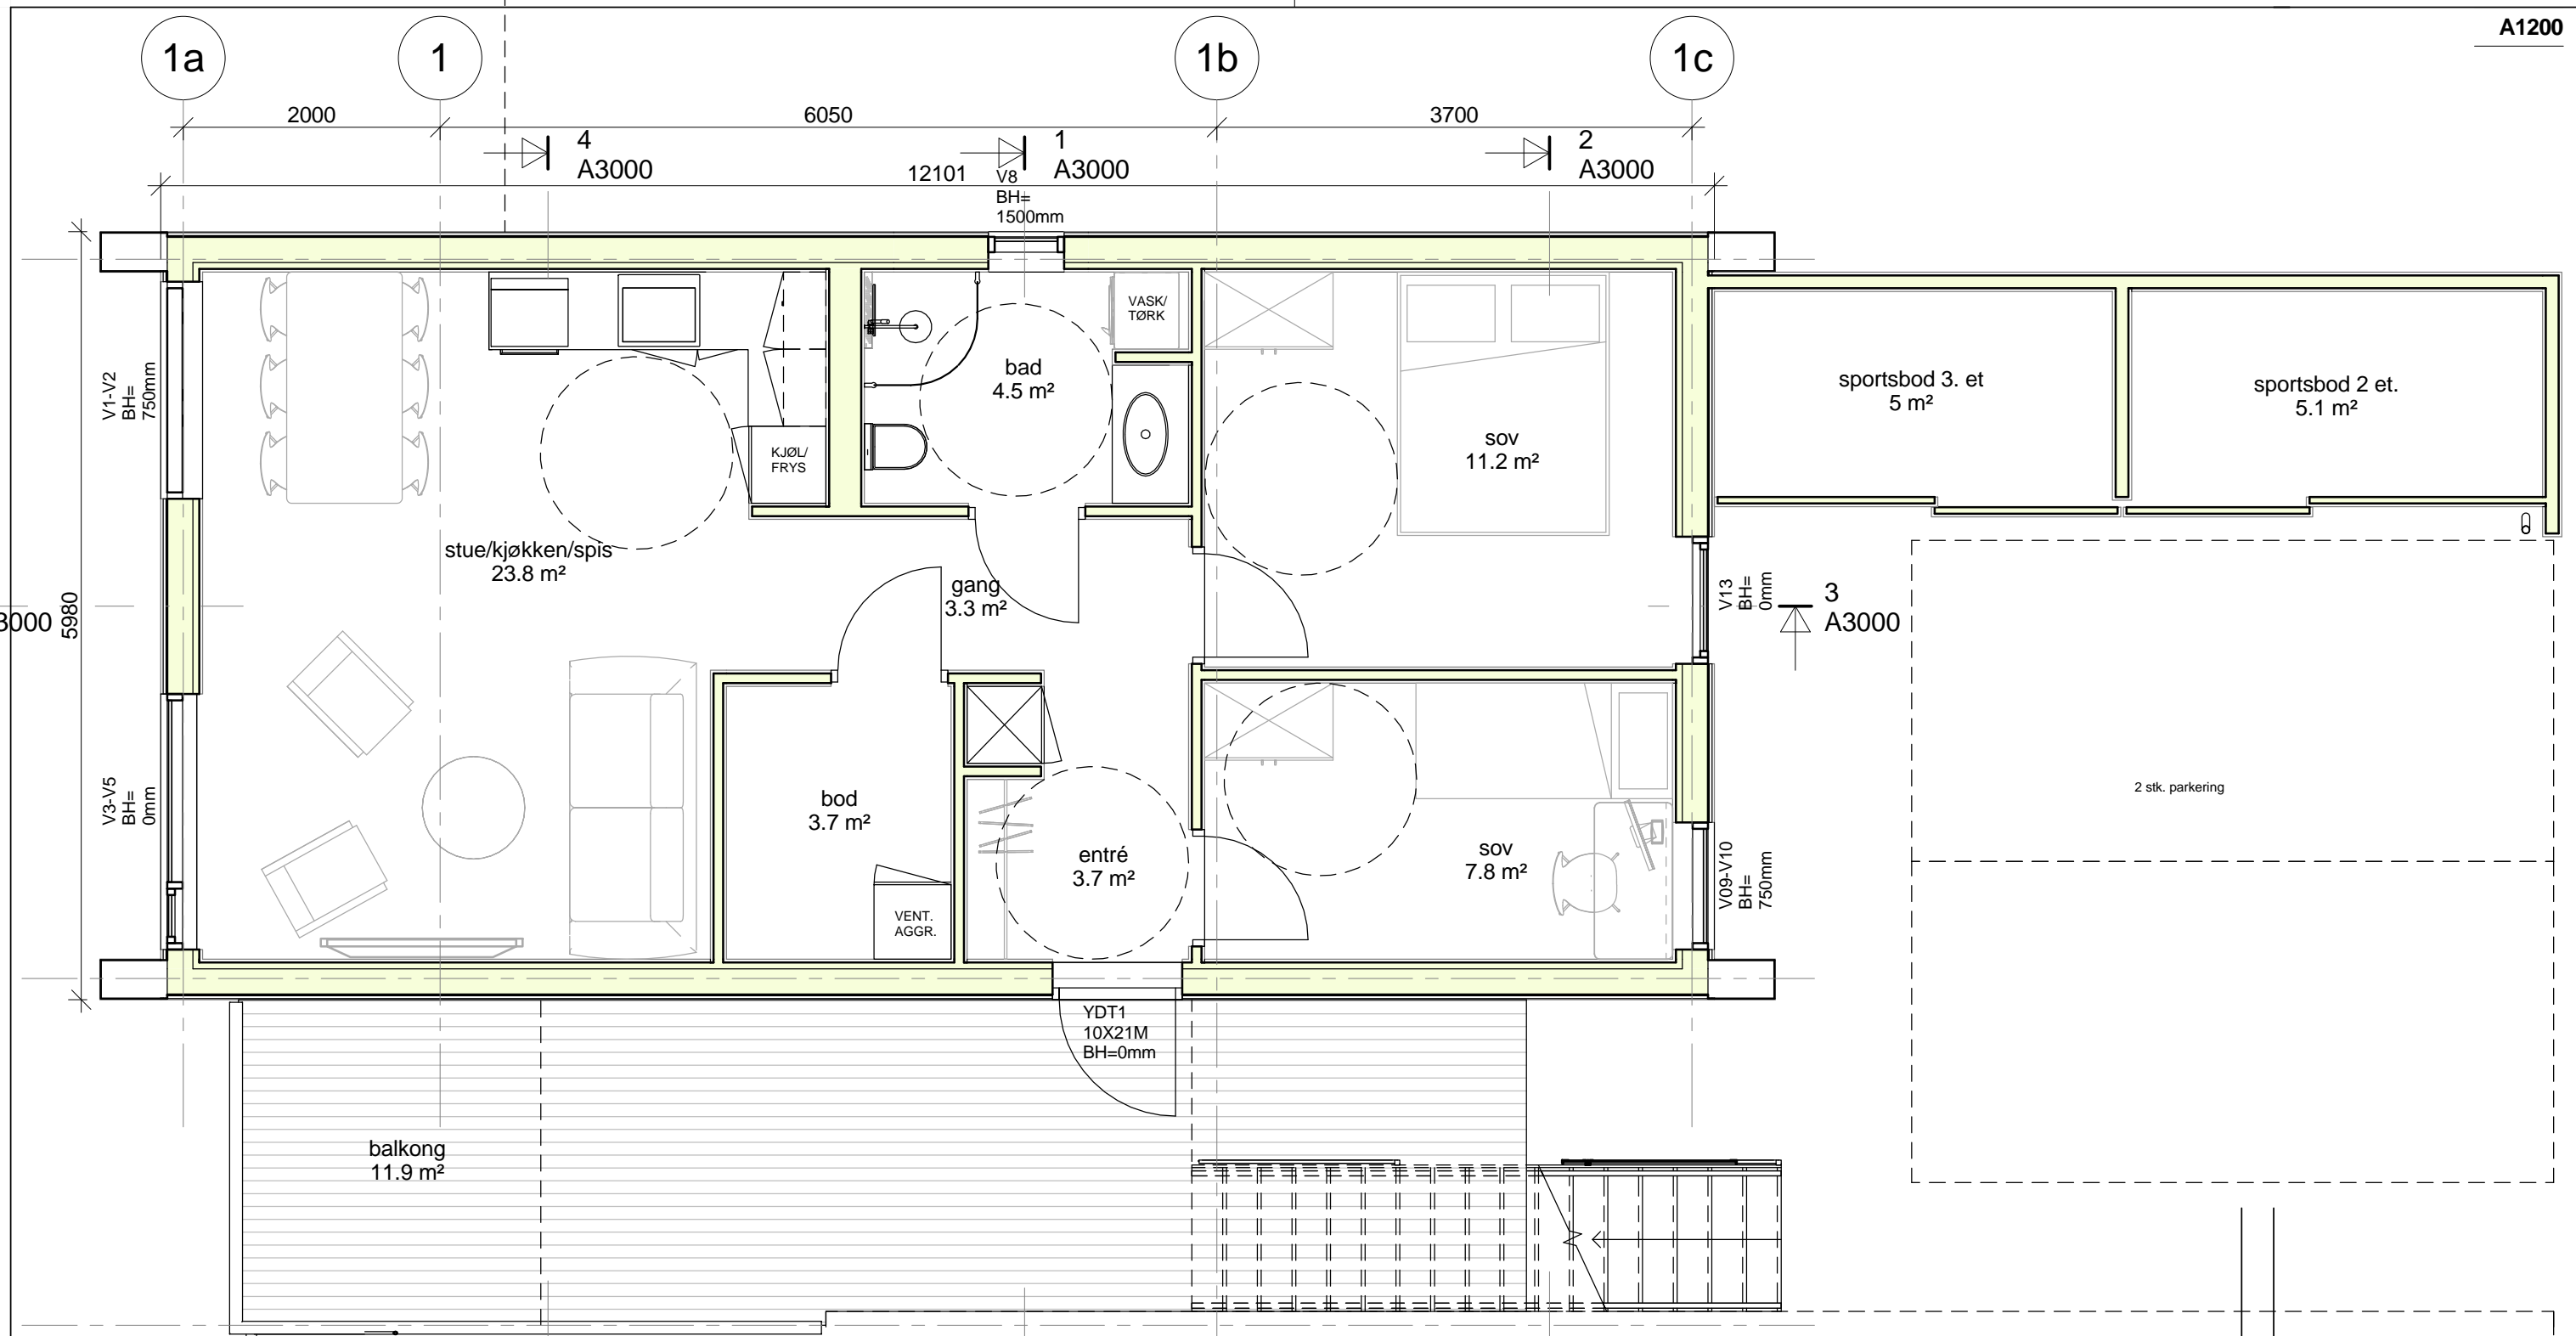 A1200
1a
1
1b
1c
2000
6050
3700
4
A3000
1
A3000
2
A3000
12101
V8
BH=
1500mm
V1-V2
BH=
750mm
VASK/
TØRK
bad
4.5 m²
KJØL/
FRYS
sov
11.2 m²
sportsbod 3. et
5 m²
sportsbod 2 et.
5.1 m²
stue/kjøkken/spis
23.8 m²
gang
3.3 m²
V13
BH=
0mm
3
A3000
3000
5980
V3-V5
BH=
0mm
bod
3.7 m²
VENT.
AGGR.
entré
3.7 m²
sov
7.8 m²
V09-V10
BH=
750mm
2 stk. parkering
YDT1
10X21M
BH=0mm
balkong
11.9 m²